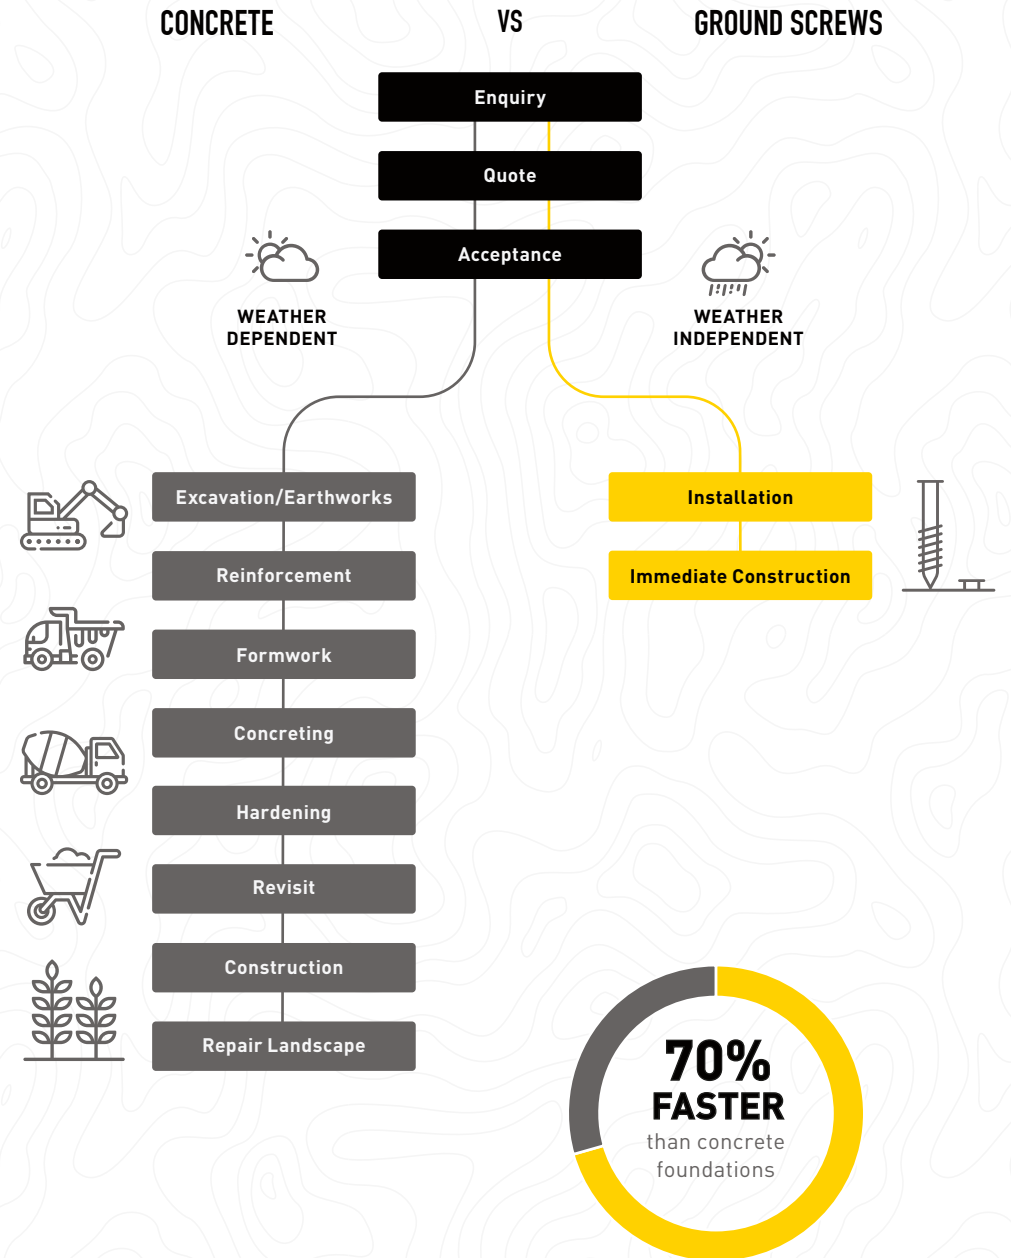 CONCRETE
VS
GROUND SCREWS
Enquiry
Quote
Acceptance
WEATHER
DEPENDENT
WEATHER
INDEPENDENT
Excavation/Earthworks
Reinforcement
Formwork
Concreting
Hardening
Revisit
Construction
Repair Landscape
Installation
Immediate Construction
70%
FASTER
than concrete
foundations